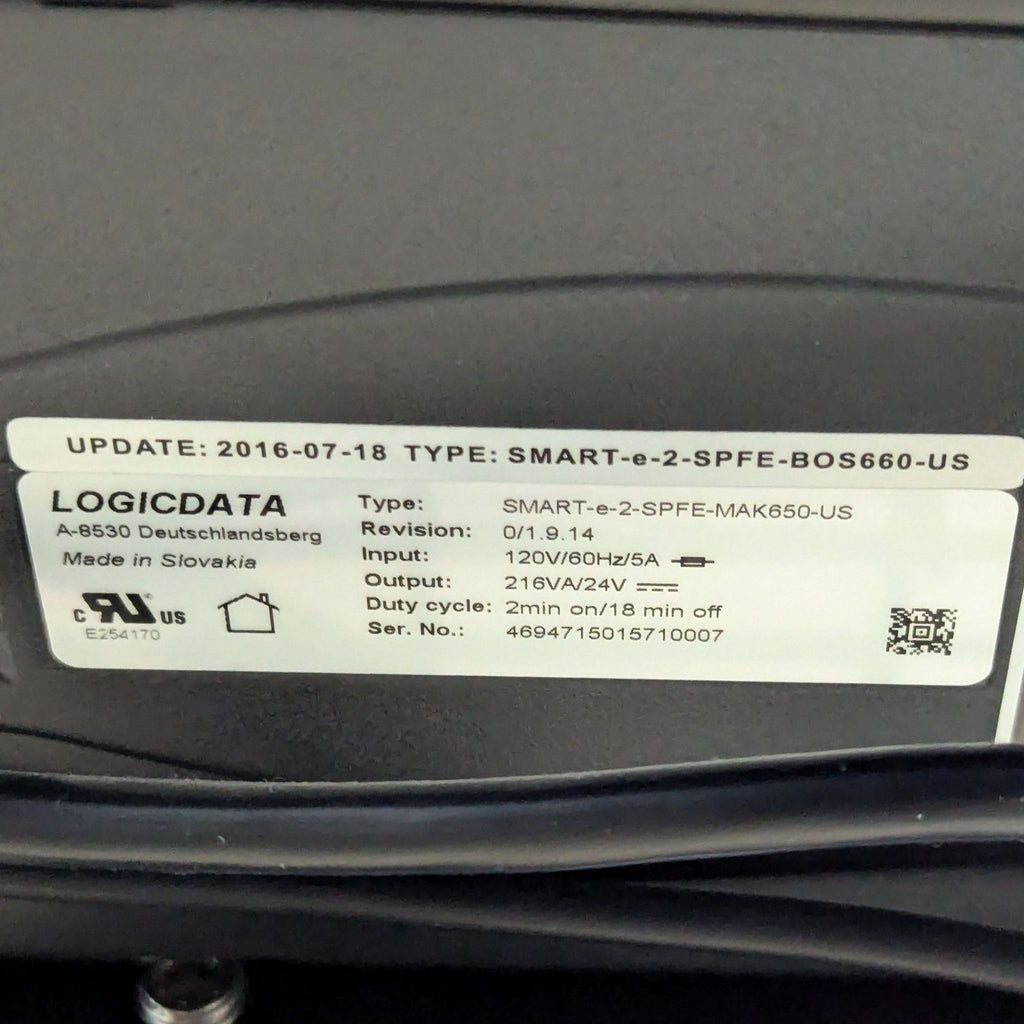 UPDATE: 2016-07-18 TYPE: SMART-e-2-SPFE-BOS660-US
LOGICDATA
A-8530 Deutschlandsberg
Made in Slovakia
c RU® US
E254170
Type: SMART-e-2-SPFE-MAK650-US
Revision: 0/1.9.14
Input: 120V/60Hz/5A
Output: 216VA/24V
Duty cycle: 2min on/18 min off
Ser. No.: 4694715015710007